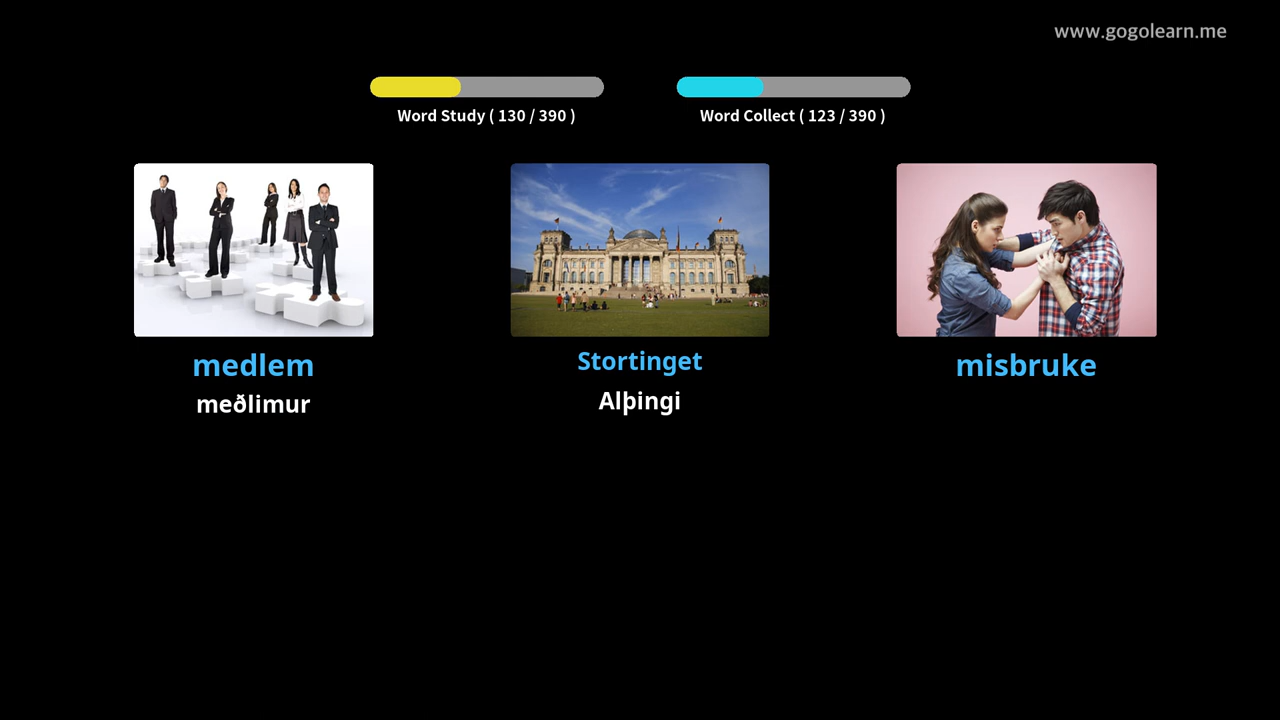 www.gogolearn.me
Word Study ( 130 / 390 )
Word Collect ( 123 / 390 )
medlem
meðlimur
Stortinget
Alþingi
misbruke